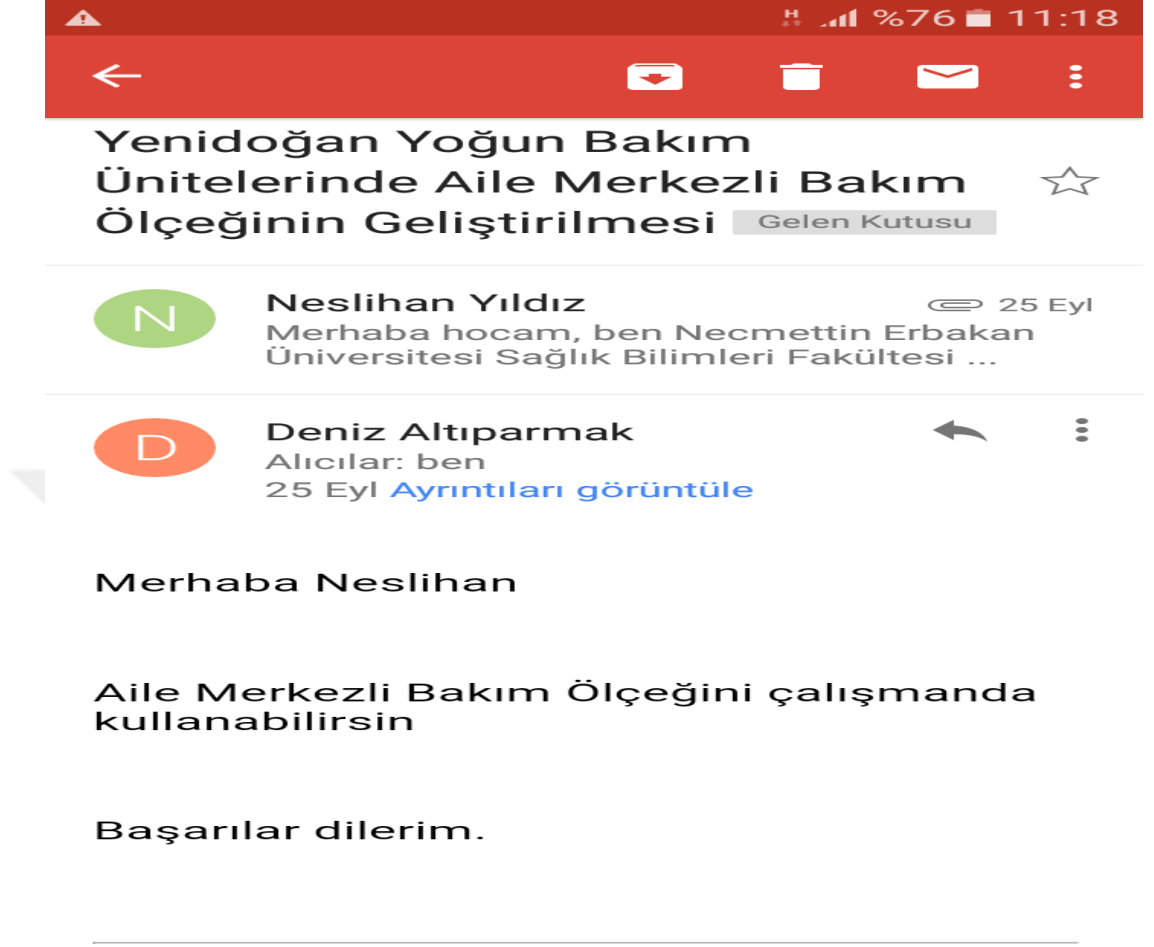 H %76 11:18
Yenidoğan Yoğun Bakım
Ünitelerinde Aile Merkezli Bakım
Ölçeğinin Geliştirilmesi Gelen Kutusu
N
Neslihan Yıldız 25 Eyl
Merhaba hocam, ben Necmettin Erbakan
Üniversitesi Sağlık Bilimleri Fakültesi ...
D
Deniz Altıparmak
Alıcılar: ben
25 Eyl Ayrıntıları görüntüle
Merhaba Neslihan
Aile Merkezli Bakım Ölçeğini çalışmanda
kullanabilirsin
Başarılar dilerim.